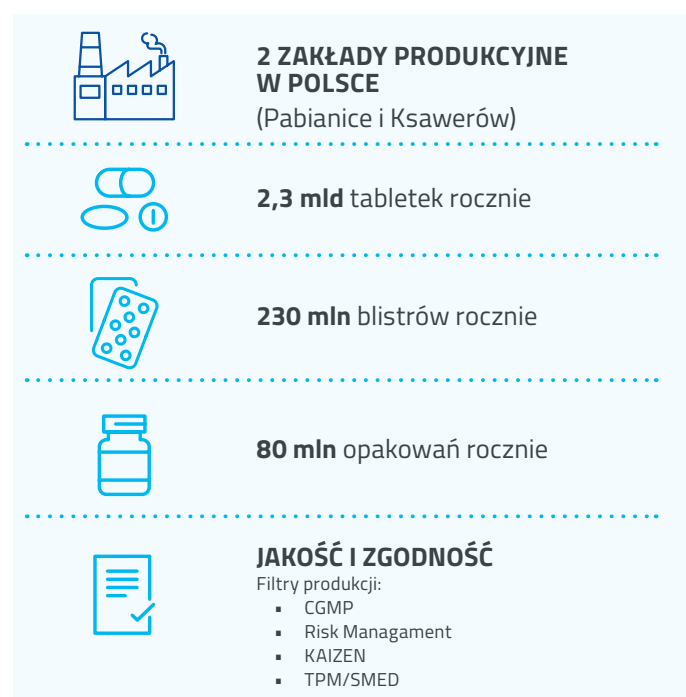 2 ZAKŁADY PRODUKCYJNE
W POLSCE
(Pabianice i Ksawerów)
2,3 mld tabletek rocznie
230 mln blistrów rocznie
80 mln opakowań rocznie
JAKOŚĆ I ZGODNOŚĆ
Filtry produkcji:
▪ CGMP
▪ Risk Managament
▪ KAIZEN
▪ TPM/SMED